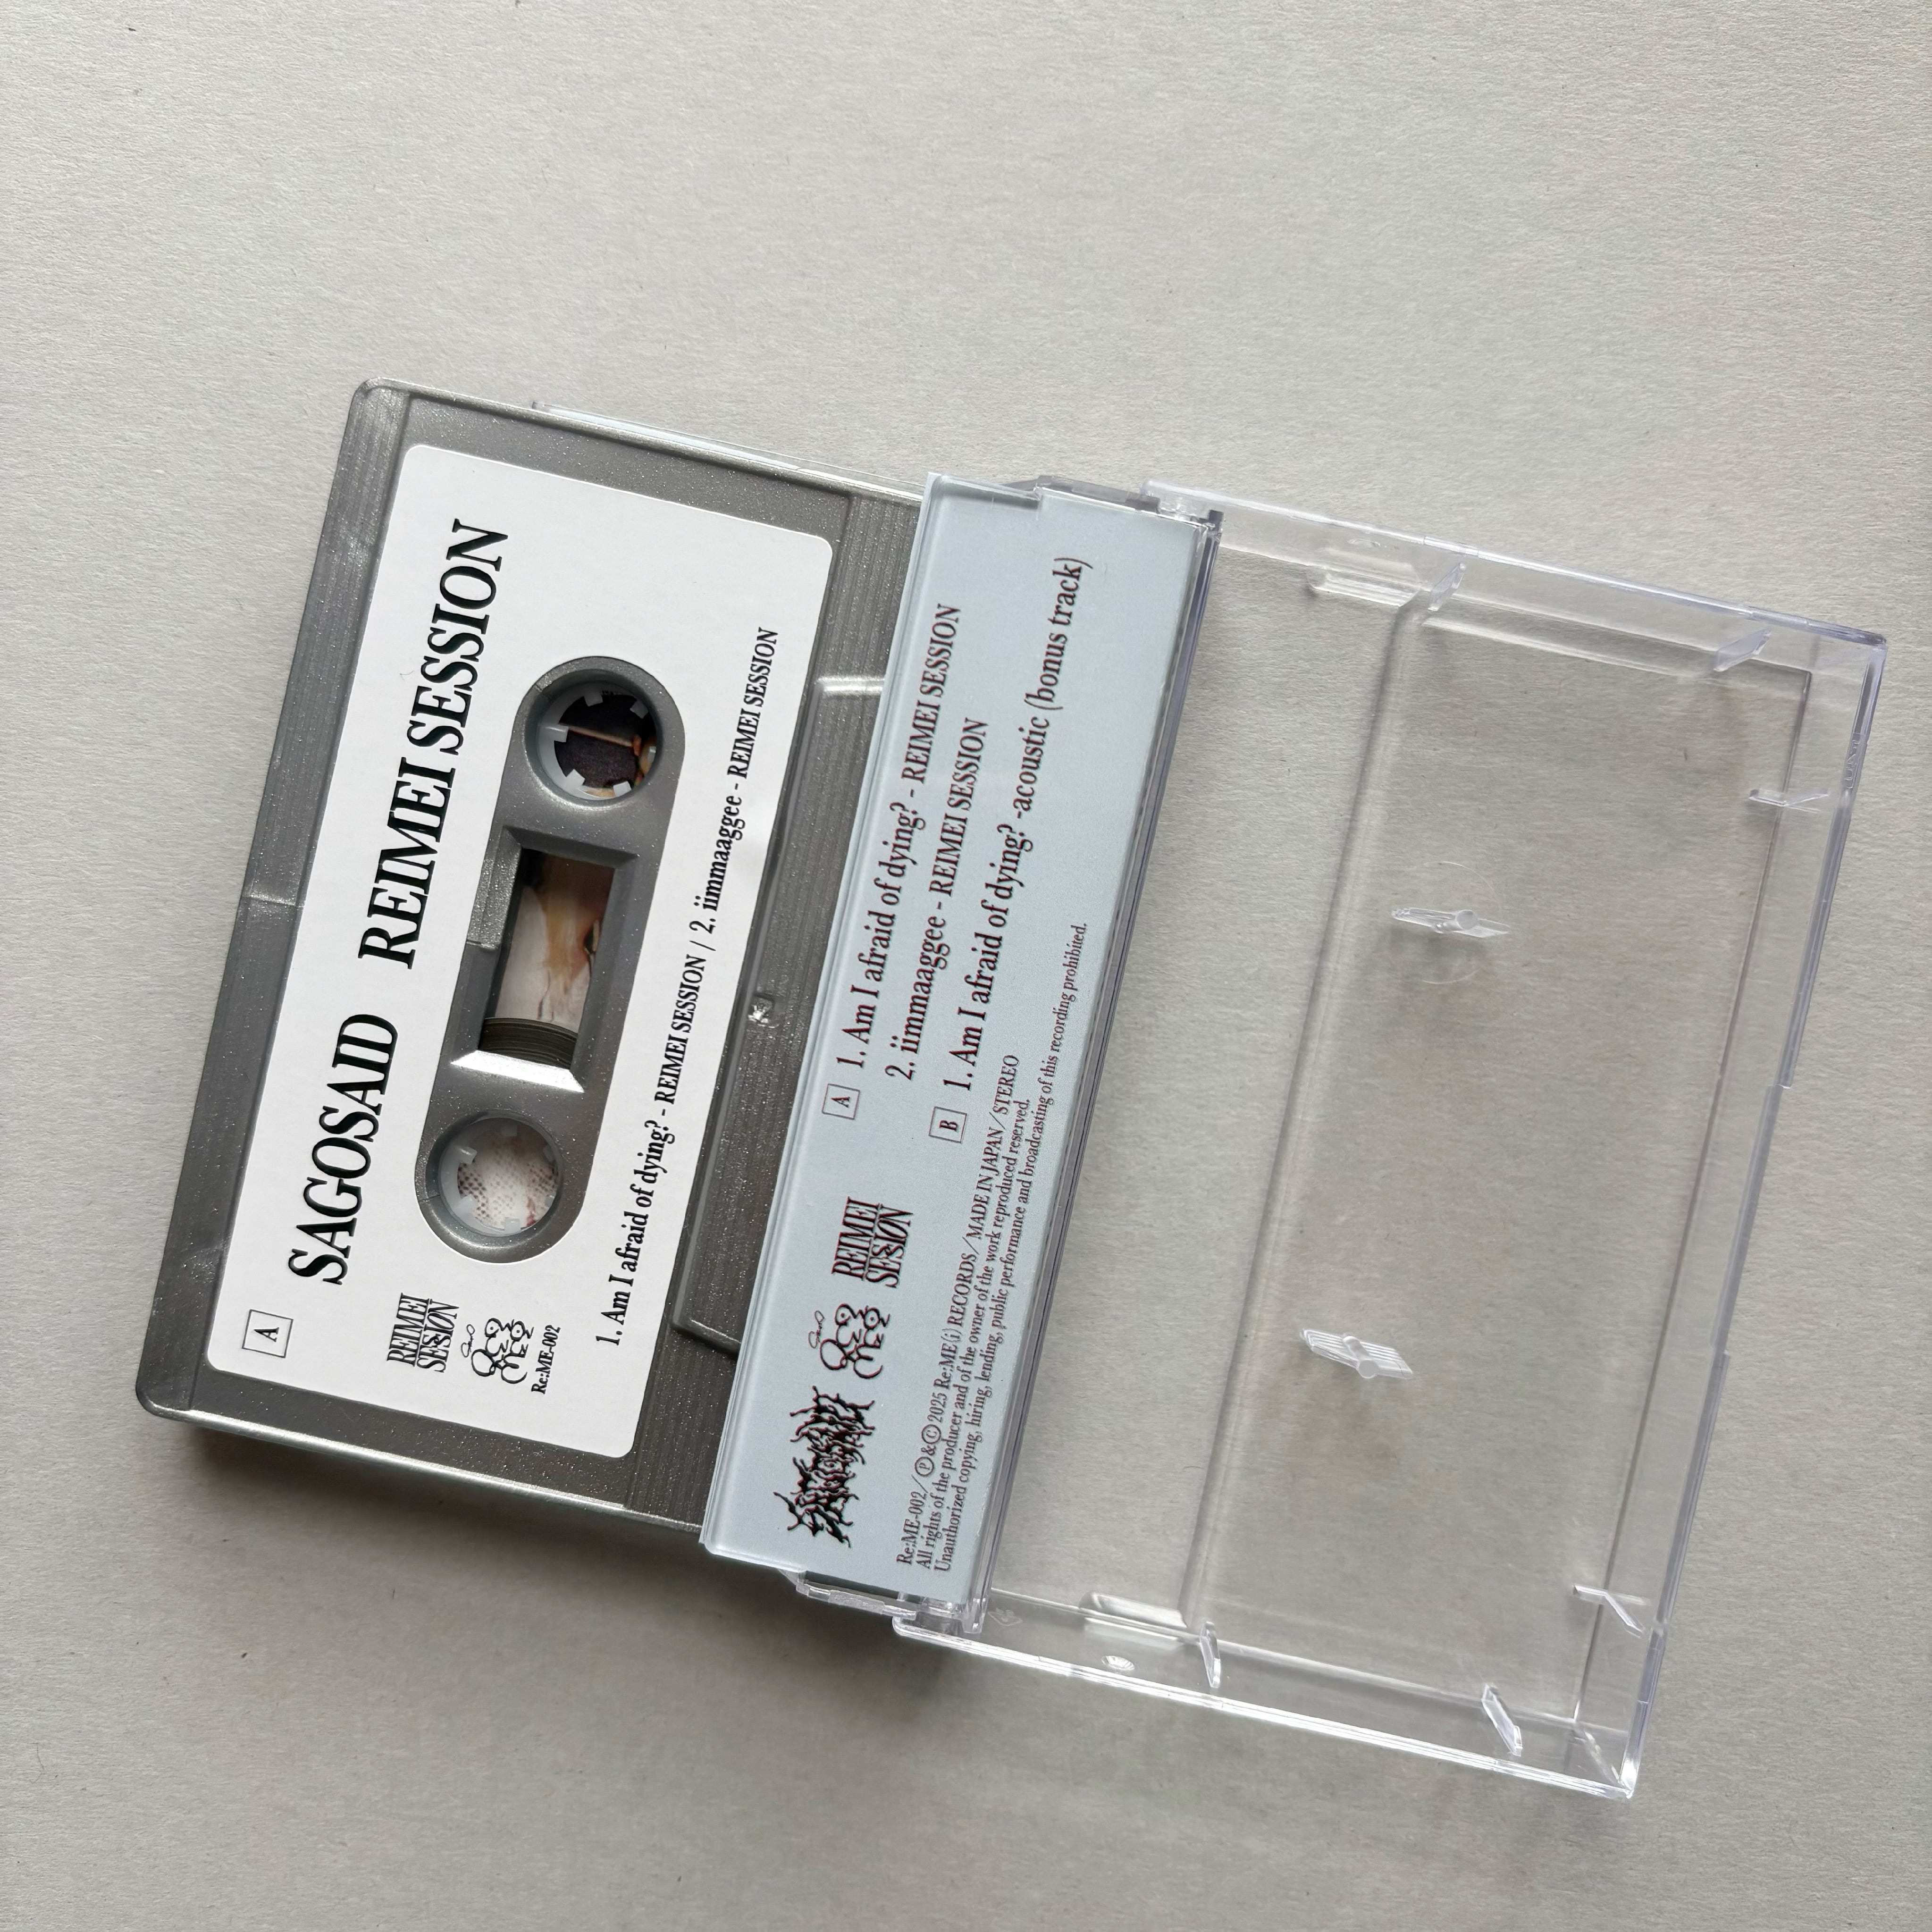 A
SAGOSAID REIMEI SESSION
REIMEI
SESSION
Re:ME-002
1. Am I afraid of dying? - REIMEI SESSION / 2. iimmaaggee - REIMEI SESSION
A 1. Am I afraid of dying? - REIMEI SESSION
2. iimmaaggee - REIMEI SESSION
B 1. Am I afraid of dying? -acoustic (bonus track)
REIMEI
SESSION
Re:ME-002/Ⓟ&Ⓒ2025 Re:ME(i) RECORDS/MADE IN JAPAN/STEREO
All rights of the producer and of the owner of the work reproduced reserved.
Unauthorized copying, hiring, lending, public performance and broadcasting of this recording prohibited.